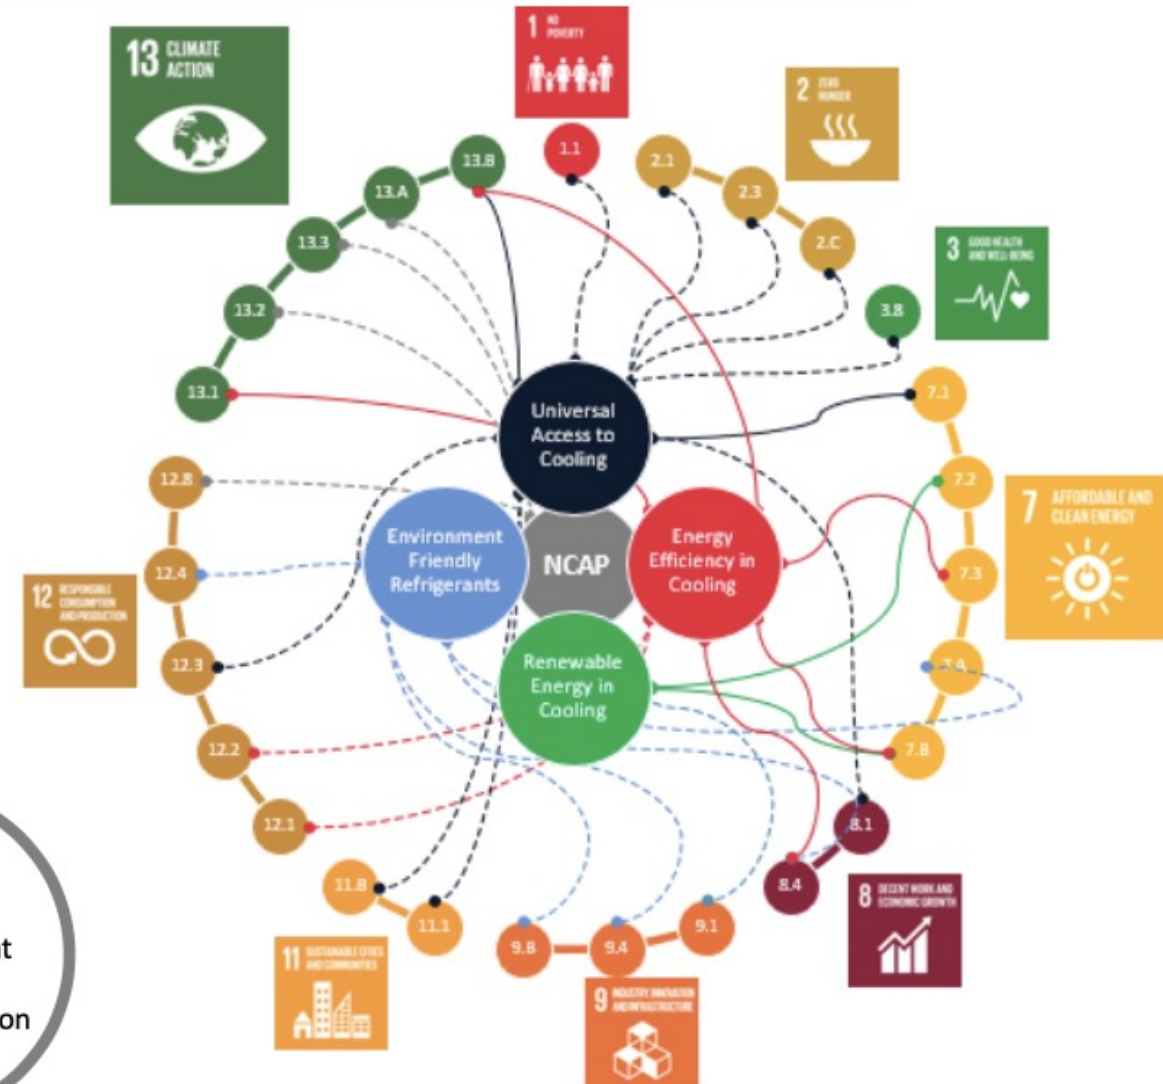 13 CLIMATE
ACTION
1 NO
POVERTY
2 ZERO
HUNGER
3 GOOD HEALTH
AND WELL-BEING
7 AFFORDABLE AND
CLEAN ENERGY
8 DECENT WORK AND
ECONOMIC GROWTH
9 INDUSTRY, INNOVATION
AND INFRASTRUCTURE
11 SUSTAINABLE CITIES
AND COMMUNITIES
12 RESPONSIBLE
CONSUMPTION
AND PRODUCTION
13.B
13.A
13.3
13.2
13.1
1.1
2.1
2.3
2.C
3.8
7.1
7.2
7.3
7.A
7.B
8.1
8.4
9.1
9.4
9.B
11.1
11.B
12.1
12.2
12.3
12.4
12.8
Universal
Access to
Cooling
Environment
Friendly
Refrigerants
NCAP
Energy
Efficiency in
Cooling
Renewable
Energy in
Cooling
on